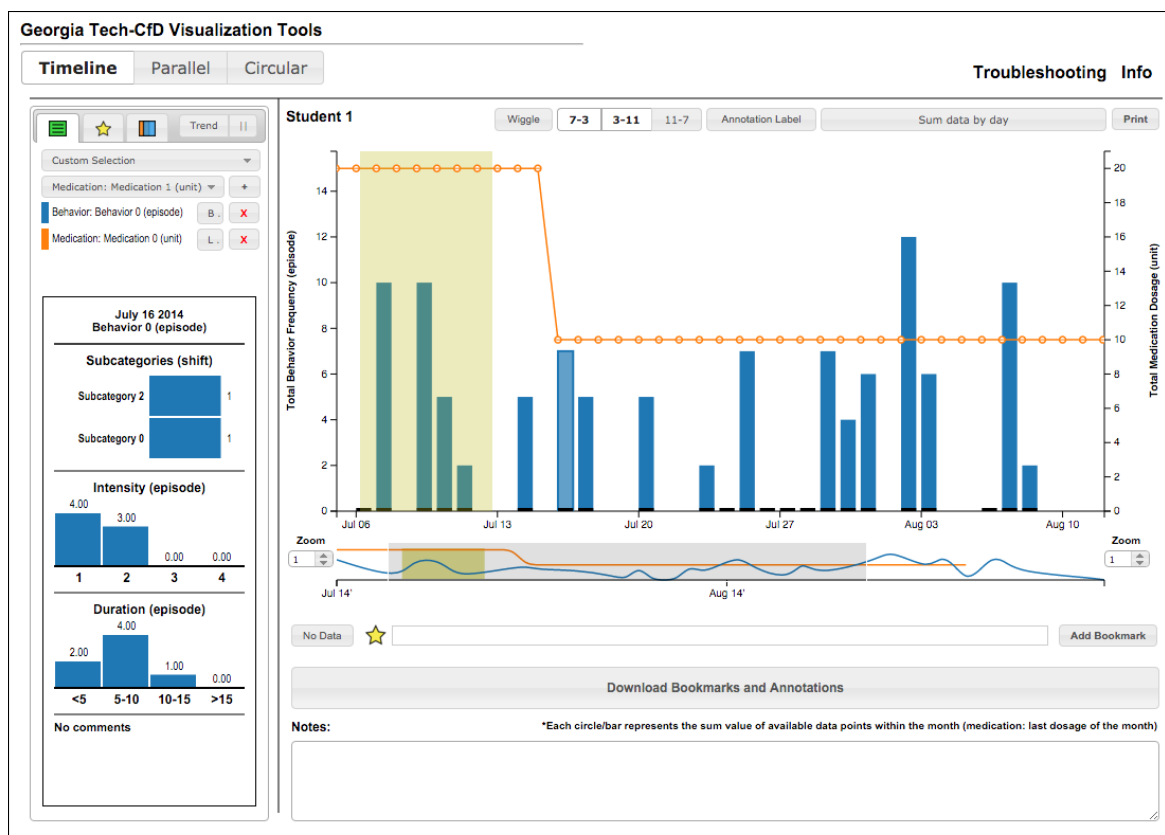 Georgia Tech-CfD Visualization Tools
Timeline Parallel Circular
Troubleshooting Info
Trend ||
Custom Selection
Medication: Medication 1 (unit) +
Behavior: Behavior 0 (episode) B . X
Medication: Medication 0 (unit) L . X
July 16 2014
Behavior 0 (episode)
Subcategories (shift)
Subcategory 2 1
Subcategory 0 1
Intensity (episode)
4.00 3.00 0.00 0.00
1 2 3 4
Duration (episode)
2.00 4.00 1.00 0.00
<5 5-10 10-15 >15
No comments
Student 1
Wiggle 7-3 3-11 11-7 Annotation Label Sum data by day Print
Total Behavior Frequency (episode)
14
12
10
8
6
4
2
0
Total Medication Dosage (unit)
20
18
16
14
12
10
8
6
4
2
0
Jul 06 Jul 13 Jul 20 Jul 27 Aug 03 Aug 10
Zoom
1
Zoom
1
Jul 14' Aug 14'
No Data Add Bookmark
Download Bookmarks and Annotations
Notes:
*Each circle/bar represents the sum value of available data points within the month (medication: last dosage of the month)